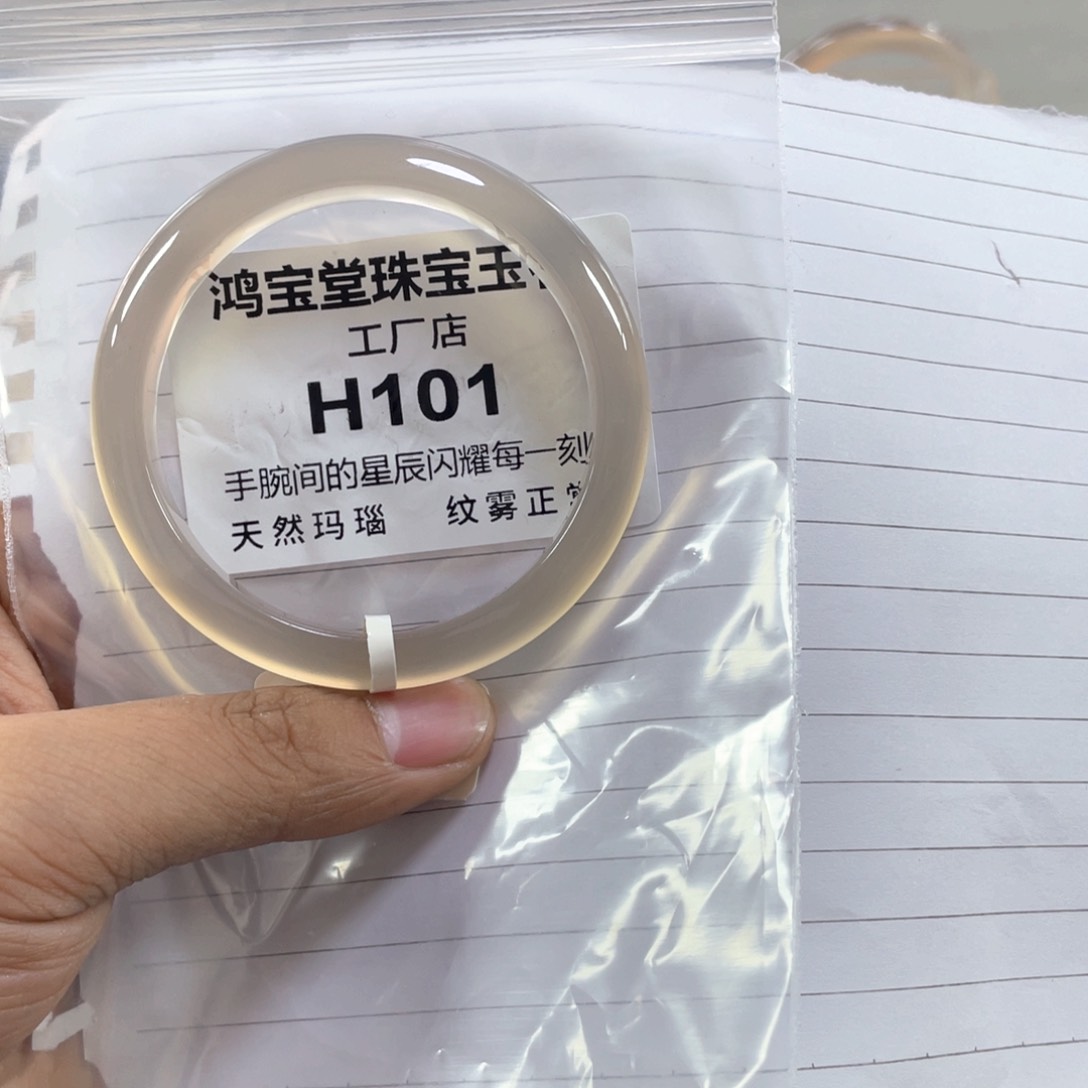 鸿宝堂珠宝玉
工厂店
H101
手腕间的星辰闪耀每一刻
天然玛瑙 纹雾正常